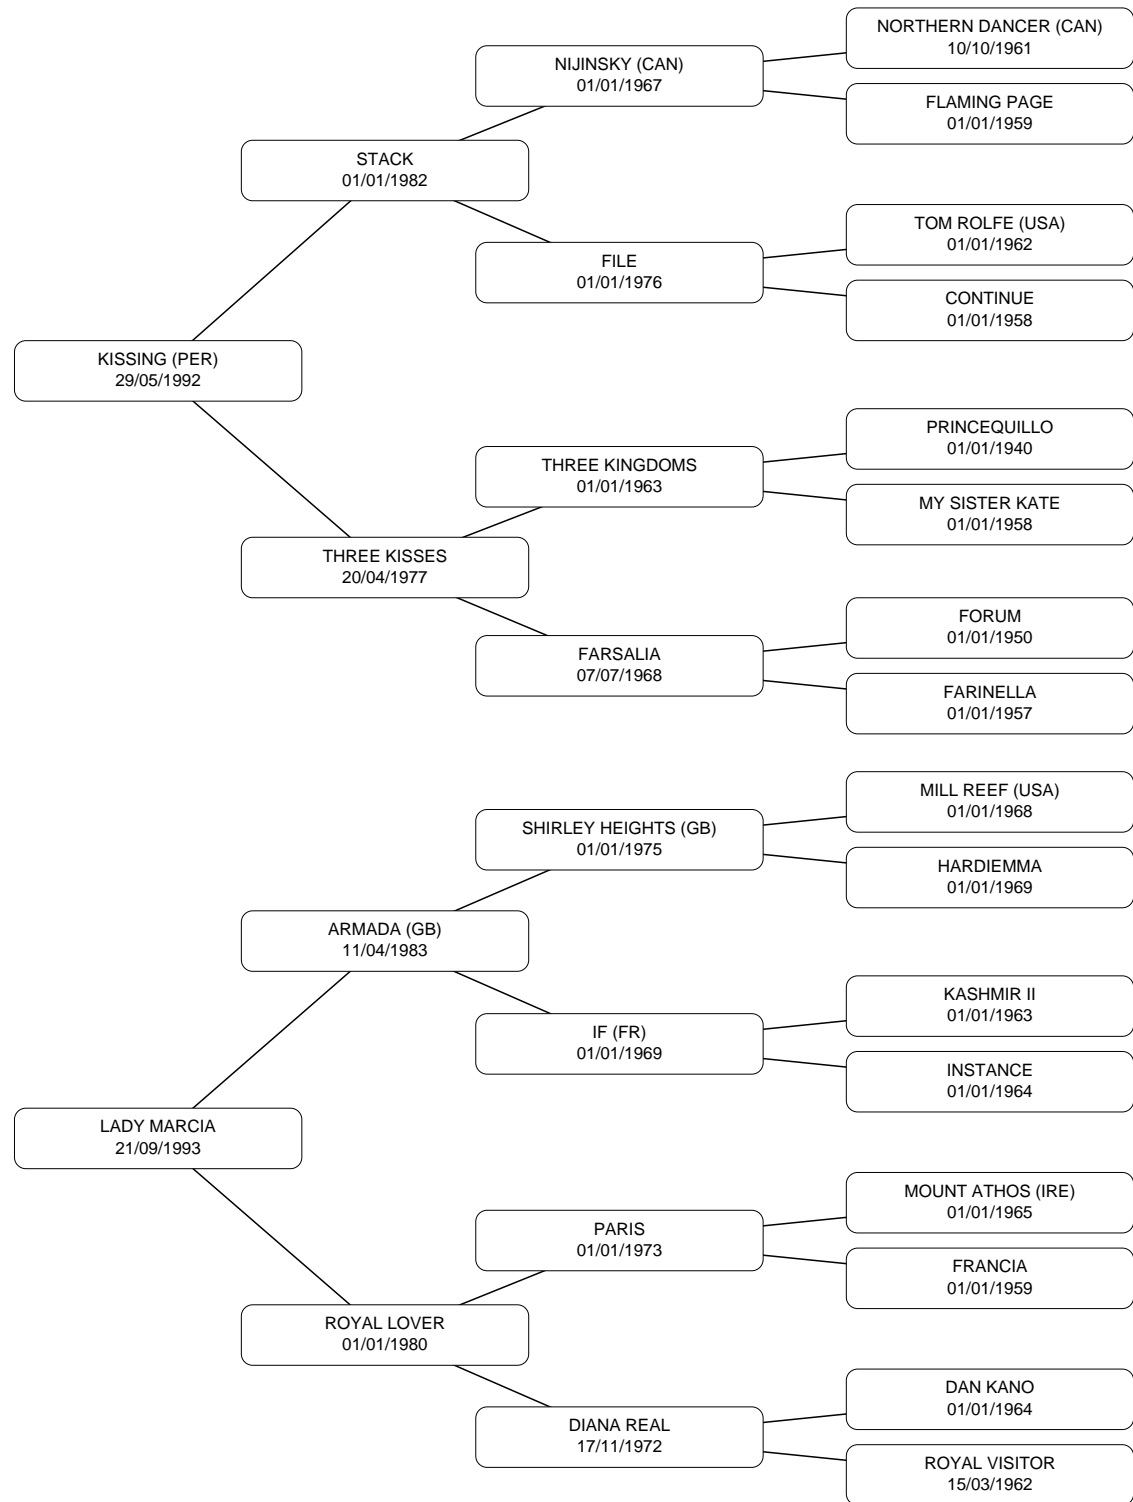 NORTHERN DANCER (CAN)
10/10/1961
NIJINSKY (CAN)
01/01/1967
FLAMING PAGE
01/01/1959
STACK
01/01/1982
TOM ROLFE (USA)
01/01/1962
FILE
01/01/1976
CONTINUE
01/01/1958
KISSING (PER)
29/05/1992
PRINCEQUILLO
01/01/1940
THREE KINGDOMS
01/01/1963
MY SISTER KATE
01/01/1958
THREE KISSES
20/04/1977
FORUM
01/01/1950
FARSALIA
07/07/1968
FARINELLA
01/01/1957
MILL REEF (USA)
01/01/1968
SHIRLEY HEIGHTS (GB)
01/01/1975
HARDIEMMA
01/01/1969
ARMADA (GB)
11/04/1983
KASHMIR II
01/01/1963
IF (FR)
01/01/1969
INSTANCE
01/01/1964
LADY MARCIA
21/09/1993
MOUNT ATHOS (IRE)
01/01/1965
PARIS
01/01/1973
FRANCIA
01/01/1959
ROYAL LOVER
01/01/1980
DAN KANO
01/01/1964
DIANA REAL
17/11/1972
ROYAL VISITOR
15/03/1962